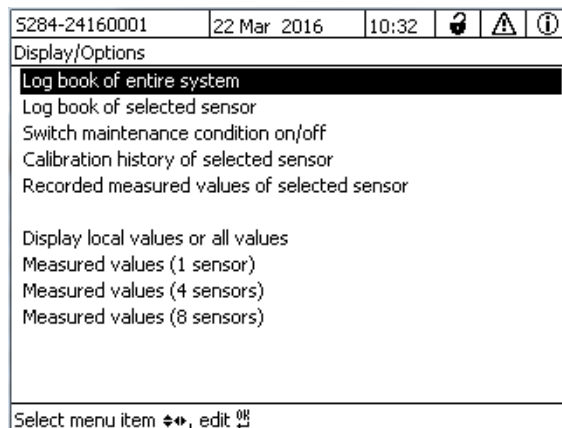 S284-24160001 22 Mar 2016 10:32
Display/Options
Log book of entire system
Log book of selected sensor
Switch maintenance condition on/off
Calibration history of selected sensor
Recorded measured values of selected sensor
Display local values or all values
Measured values (1 sensor)
Measured values (4 sensors)
Measured values (8 sensors)
Select menu item, edit OK